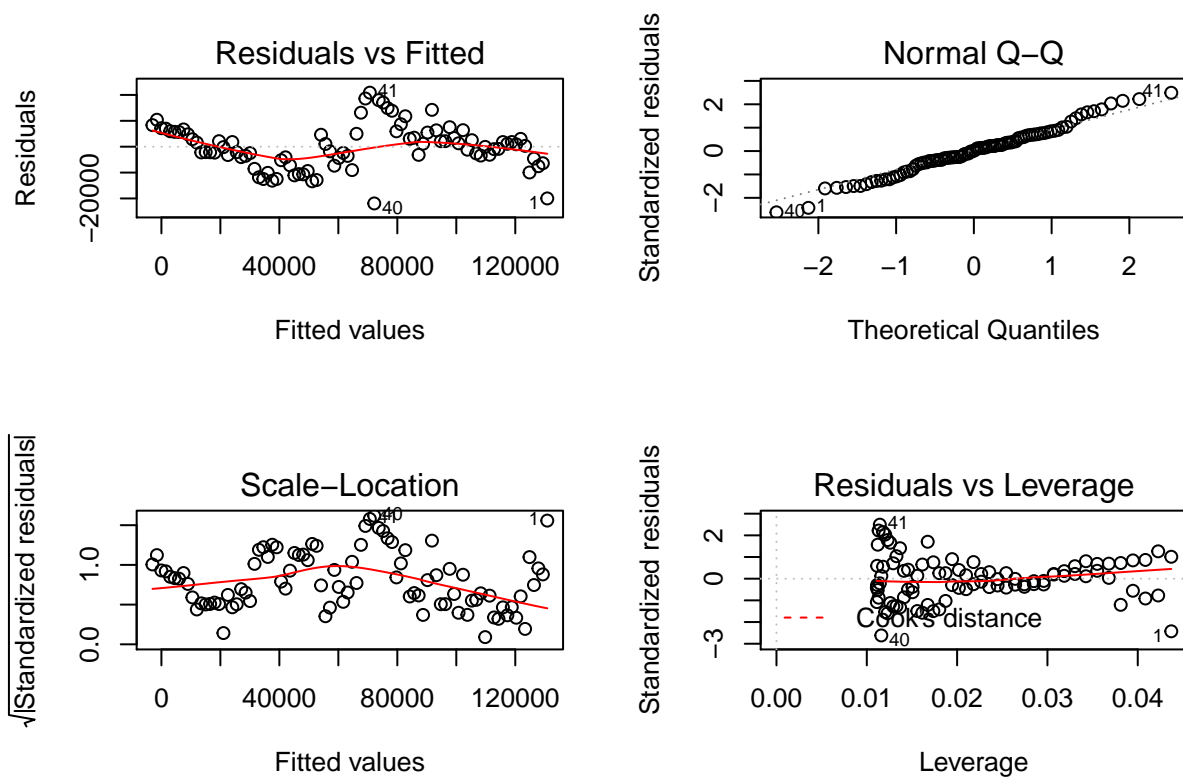 Residuals vs Fitted
Residuals
−20000
41
40
1
0 40000 80000 120000
Fitted values
Normal Q−Q
Standardized residuals
2
0
−2
41
40
1
−2 −1 0 1 2
Theoretical Quantiles
Scale−Location
√|Standardized residuals|
1.0
0.0
40
1
0 40000 80000 120000
Fitted values
Residuals vs Leverage
Standardized residuals
2
0
−3
41
Cook's distance
40
1
0.00 0.01 0.02 0.03 0.04
Leverage